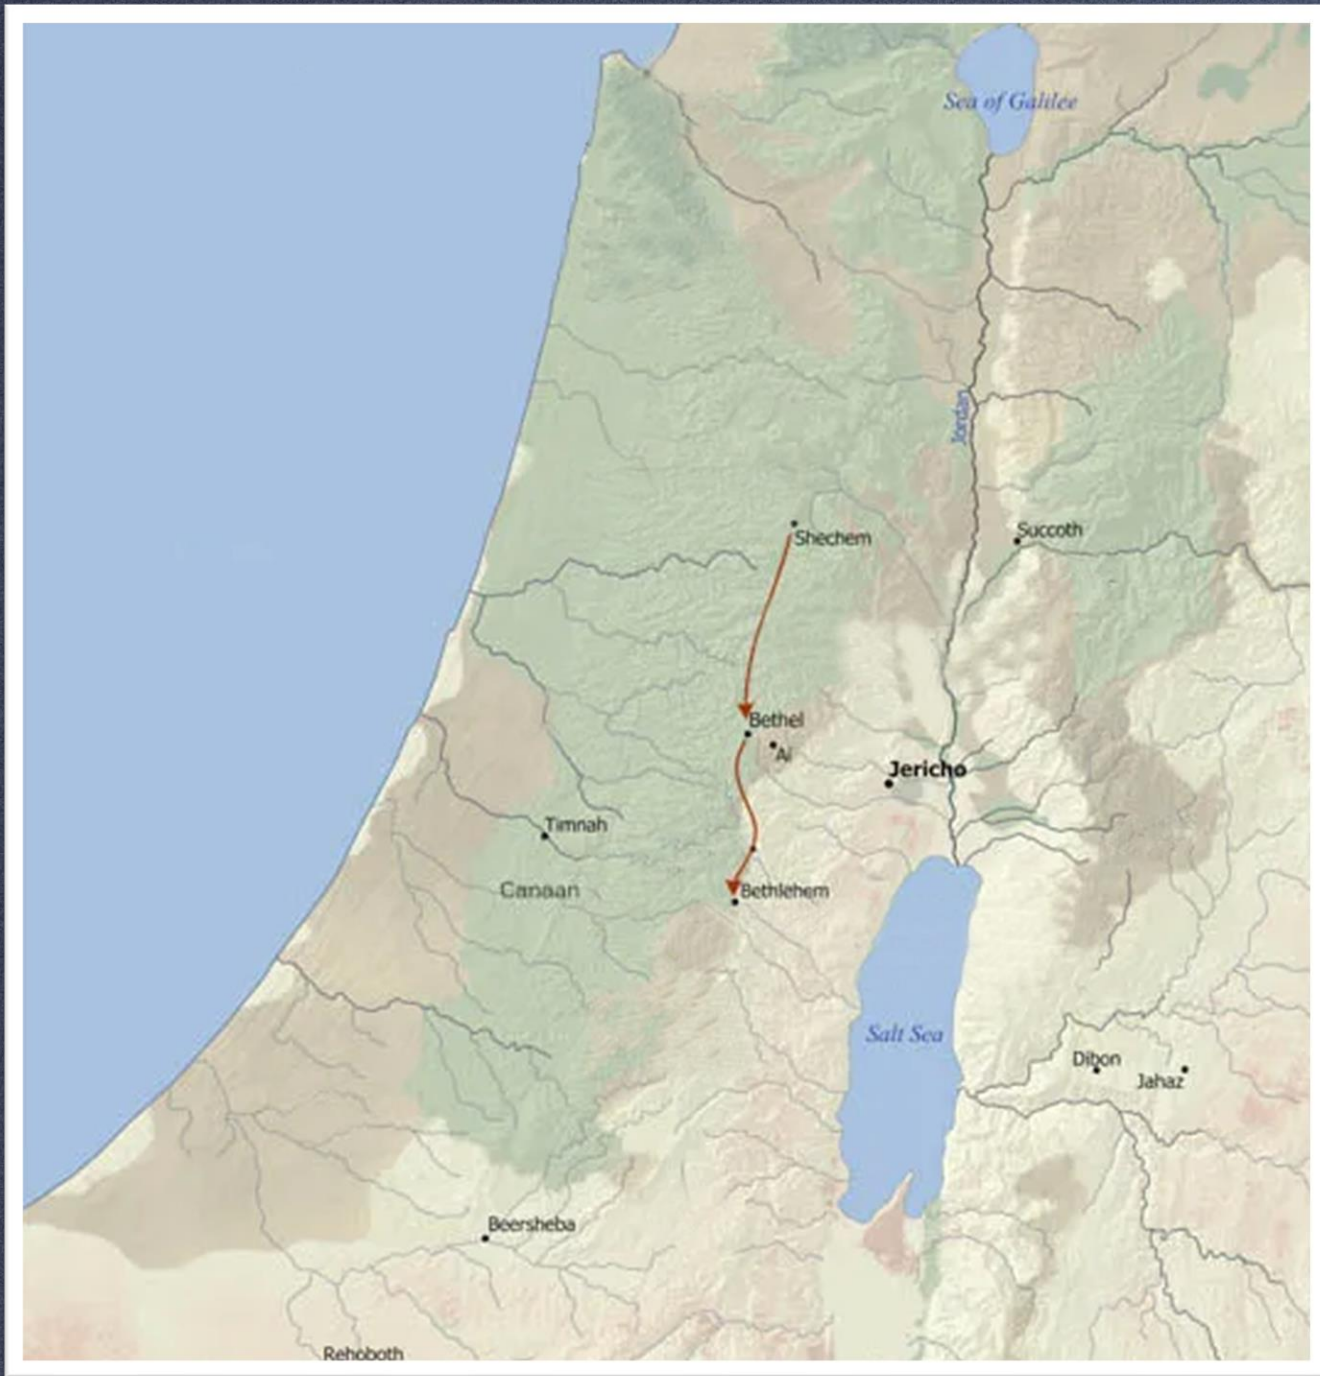 Sea of Galilee
Jordan
Shechem
Succoth
Bethel
Ai
Jericho
Timnah
Canaan
Bethlehem
Salt Sea
Dibon
Jahaz
Beersheba
Rehoboth